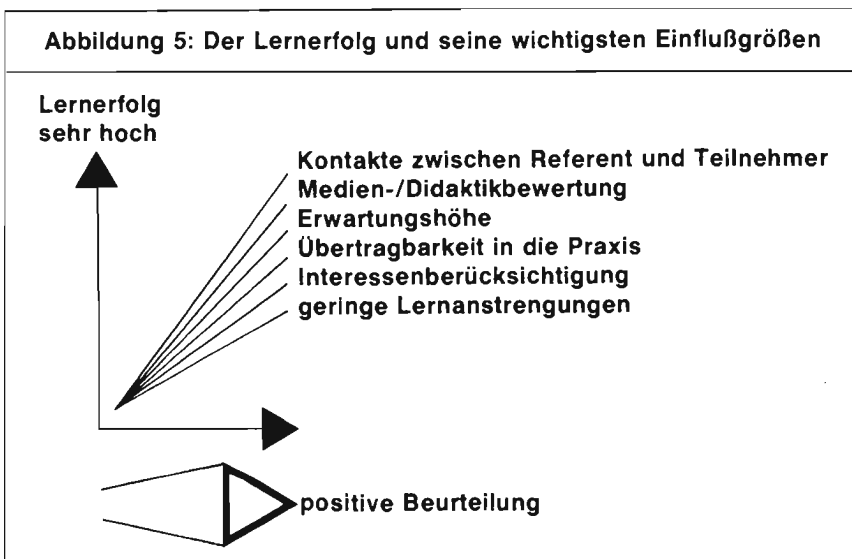 Abbildung 5: Der Lernerfolg und seine wichtigsten Einflußgrößen
Lernerfolg
sehr hoch
Kontakte zwischen Referent und Teilnehmer
Medien-/Didaktikbewertung
Erwartungshöhe
Übertragbarkeit in die Praxis
Interessenberücksichtigung
geringe Lernanstrengungen
positive Beurteilung